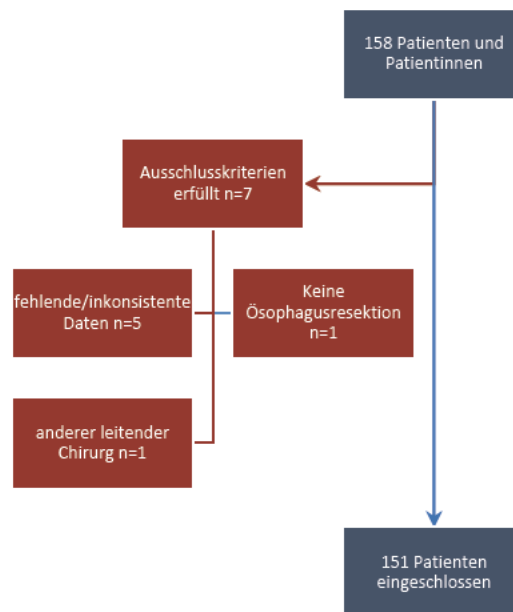 158 Patienten und
Patientinnen
Ausschlusskriterien
erfüllt n=7
fehlende/inkonsistente
Daten n=5
Keine
Ösophagusresektion
n=1
anderer leitender
Chirurg n=1
151 Patienten
eingeschlossen